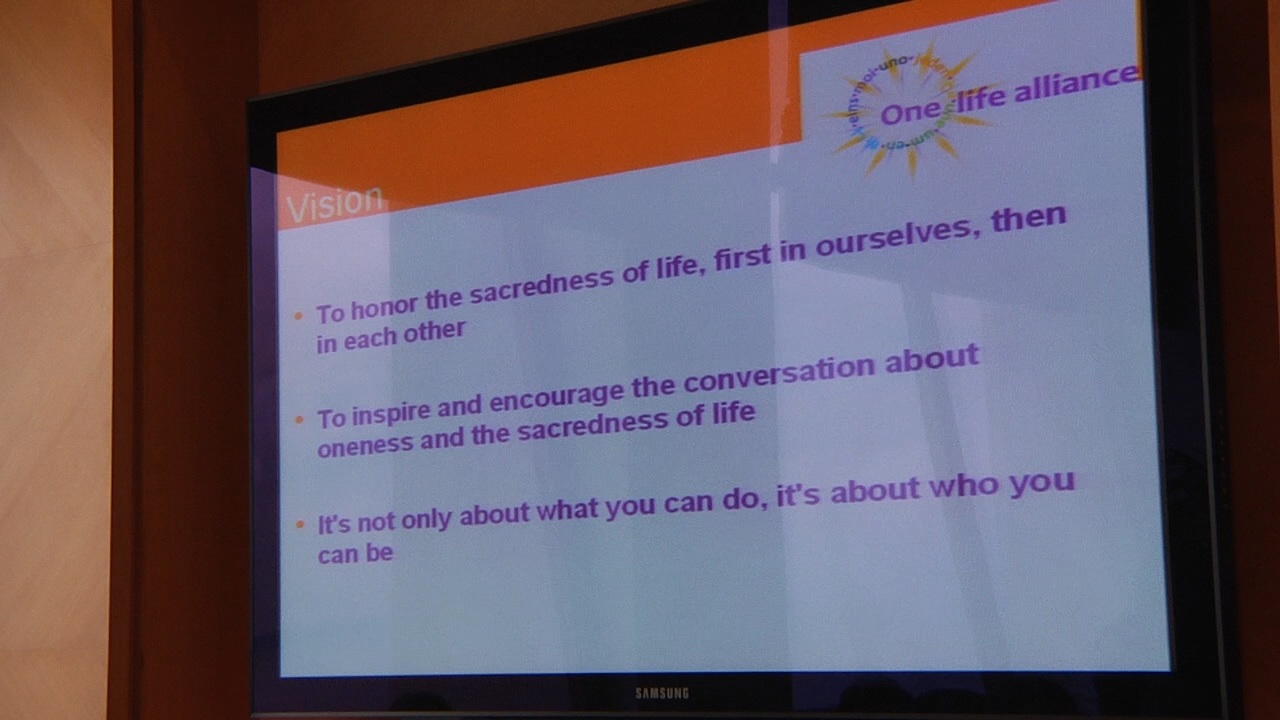 One life alliance
Vision
• To honor the sacredness of life, first in ourselves, then
in each other
• To inspire and encourage the conversation about
oneness and the sacredness of life
• It's not only about what you can do, it's about who you
can be
SAMSUNG